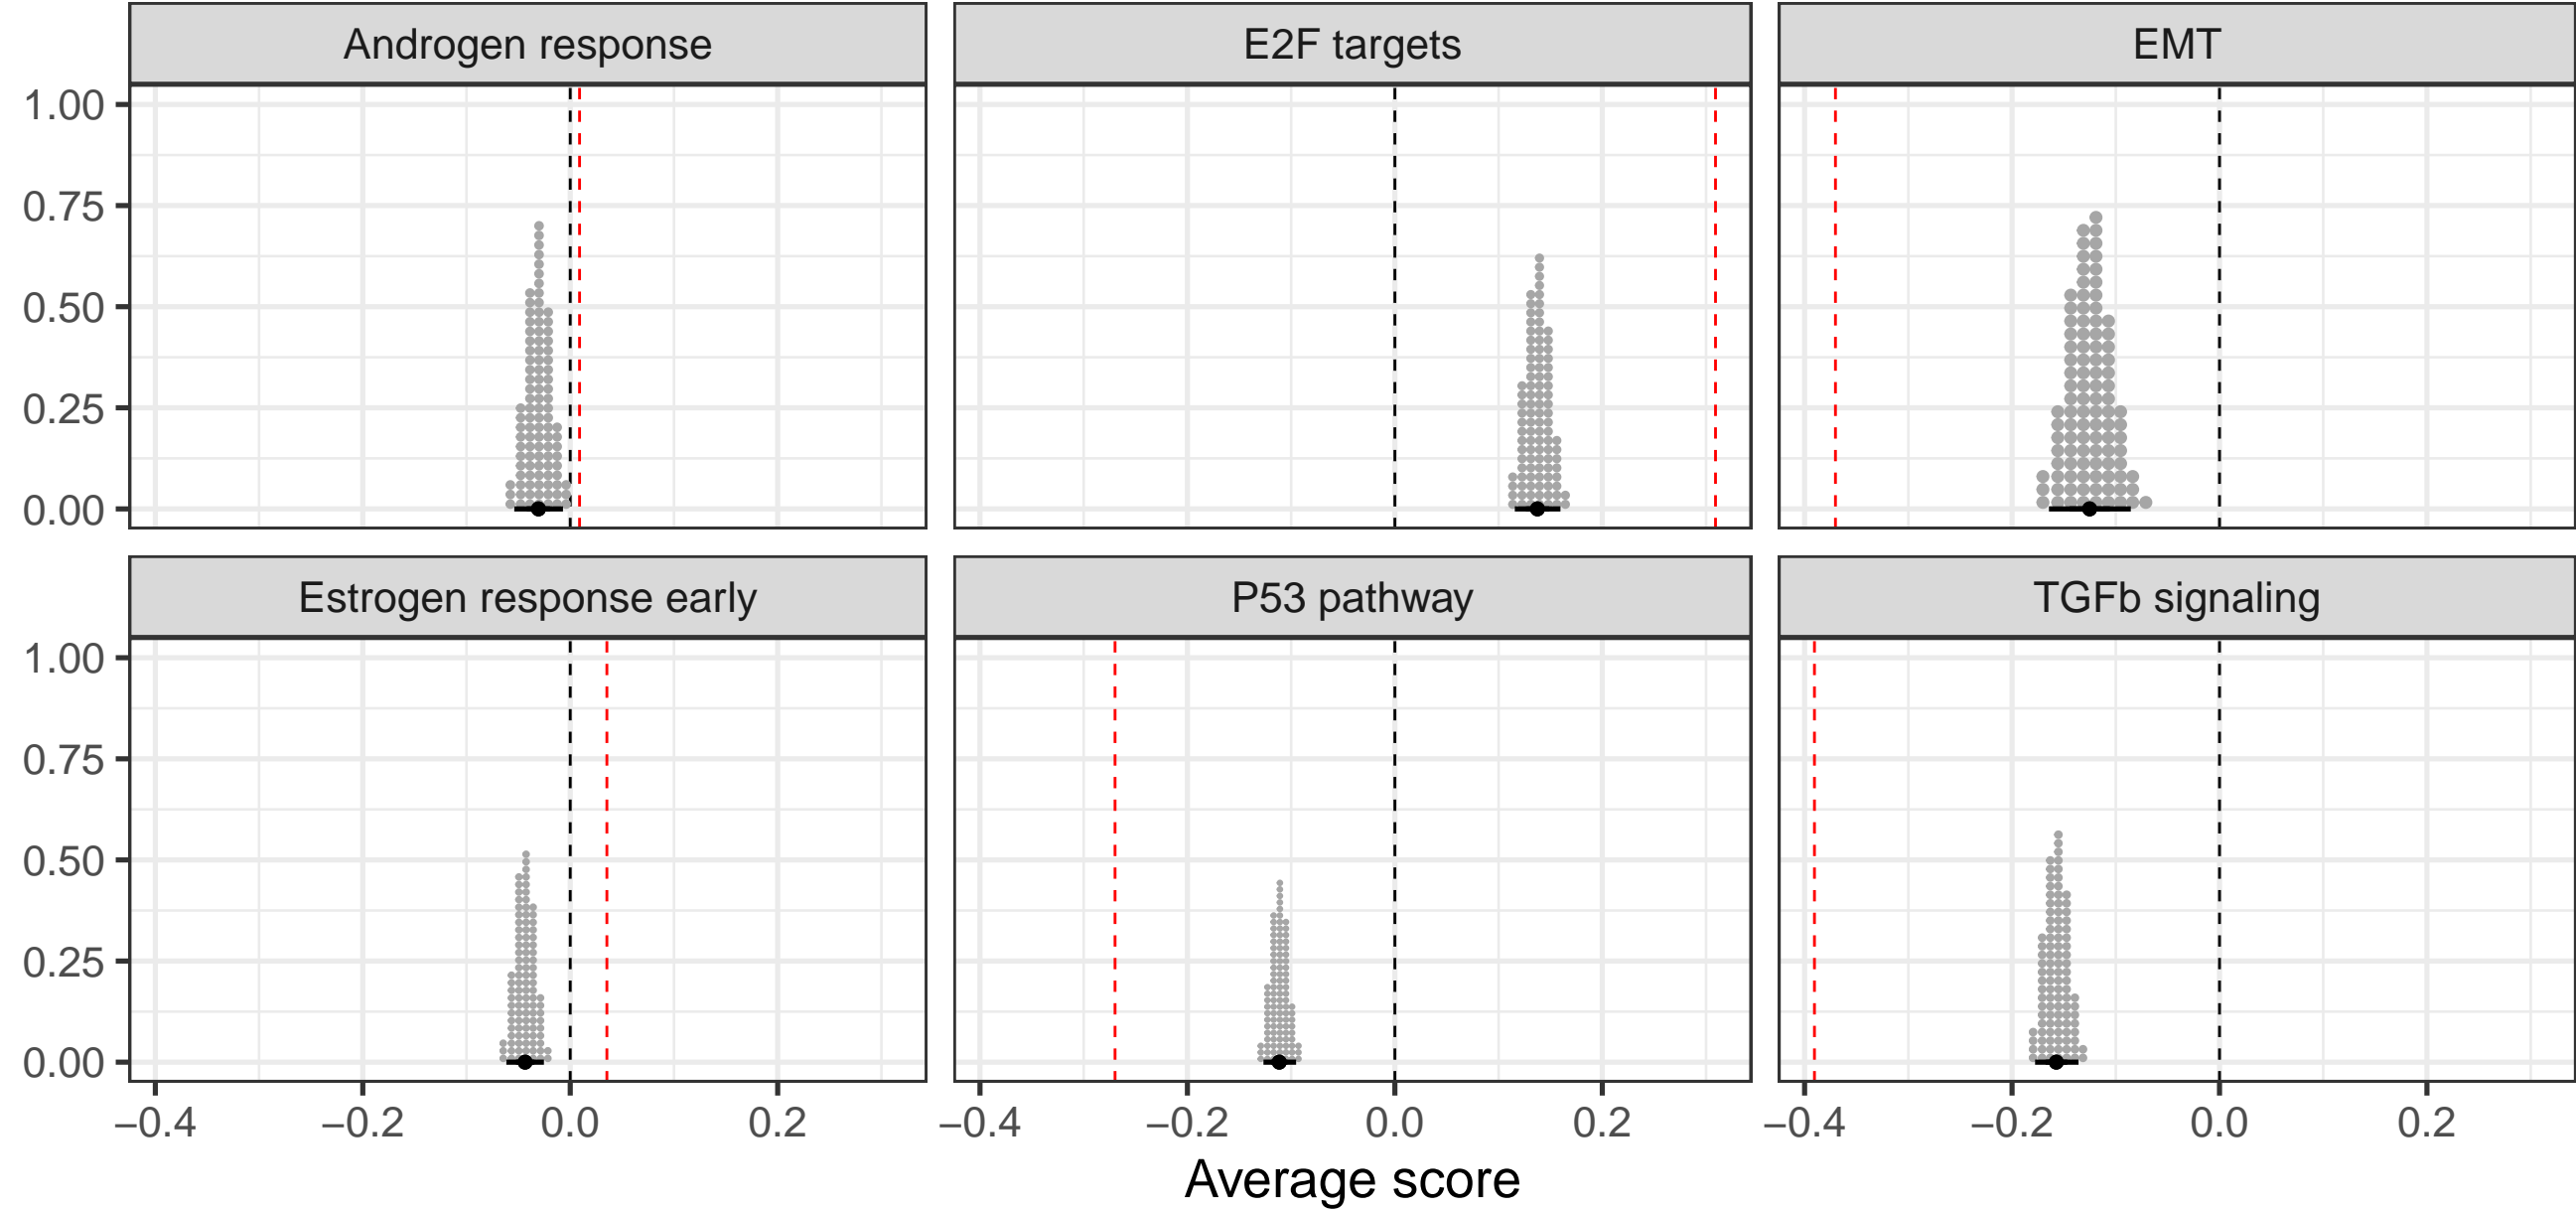 Androgen response E2F targets EMT
1.00
0.75
0.50
0.25
0.00
Estrogen response early P53 pathway TGFb signaling
1.00
0.75
0.50
0.25
0.00
−0.4 −0.2 0.0 0.2 −0.4 −0.2 0.0 0.2 −0.4 −0.2 0.0 0.2
Average score